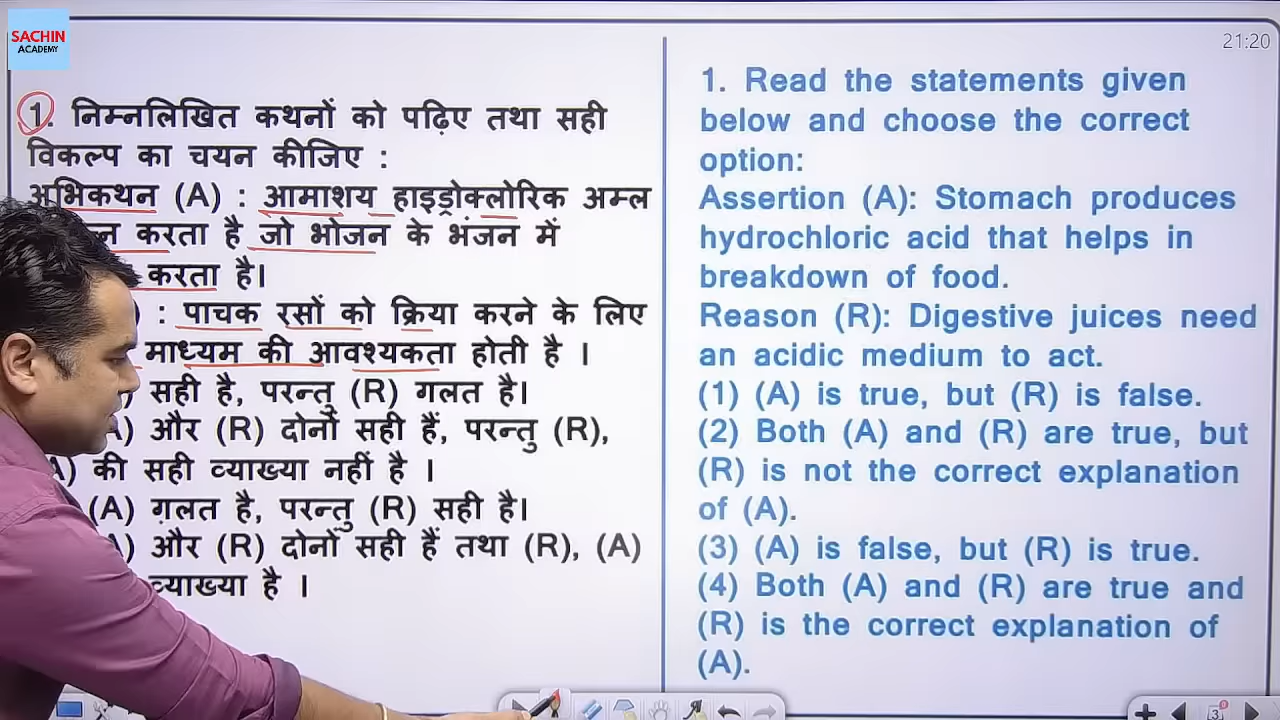 SACHIN
ACADEMY
21:20
1. निम्नलिखित कथनों को पढ़िए तथा सही
विकल्प का चयन कीजिए :
अभिकथन (A) : आमाशय हाइड्रोक्लोरिक अम्ल
करता है जो भोजन के भंजन में
करता है।
: पाचक रसों को क्रिया करने के लिए
माध्यम की आवश्यकता होती है ।
सही है, परन्तु (R) गलत है।
और (R) दोनों सही हैं, परन्तु (R),
की सही व्याख्या नहीं है ।
(A) ग़लत है, परन्तु (R) सही है।
और (R) दोनों सही हैं तथा (R), (A)
व्याख्या है ।
1. Read the statements given
below and choose the correct
option:
Assertion (A): Stomach produces
hydrochloric acid that helps in
breakdown of food.
Reason (R): Digestive juices need
an acidic medium to act.
(1) (A) is true, but (R) is false.
(2) Both (A) and (R) are true, but
(R) is not the correct explanation
of (A).
(3) (A) is false, but (R) is true.
(4) Both (A) and (R) are true and
(R) is the correct explanation of
(A).